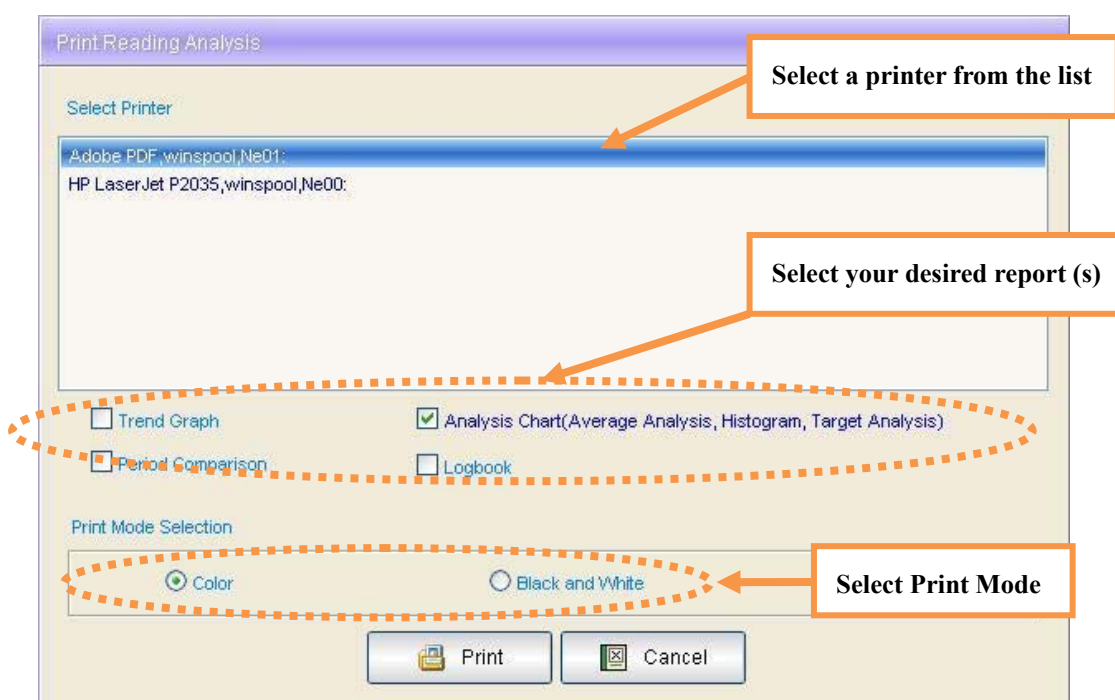 Print Reading Analysis
Select a printer from the list
Select Printer
Adobe PDF,winspool,Ne01:
HP LaserJet P2035,winspool,Ne00:
Select your desired report (s)
Trend Graph
Analysis Chart(Average Analysis, Histogram, Target Analysis)
Period Comparison
Logbook
Print Mode Selection
Color
Black and White
Select Print Mode
Print
Cancel